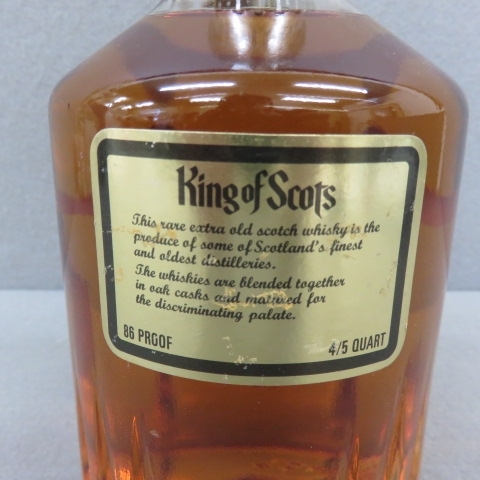 King of Scots
This rare extra old scotch whisky is the
produce of some of Scotland's finest
and oldest distilleries.
The whiskies are blended together
in oak casks and matured for
the discriminating palate.
86 PROOF
4/5 QUART